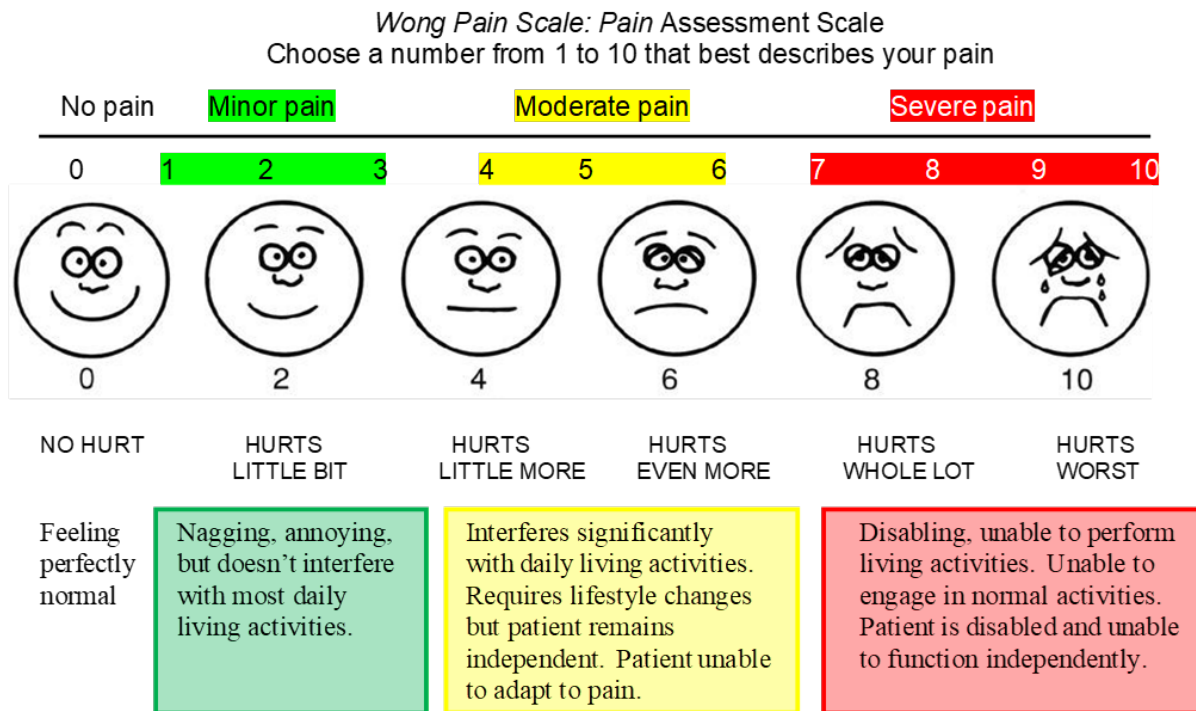 Wong Pain Scale: Pain Assessment Scale
Choose a number from 1 to 10 that best describes your pain
No pain Minor pain Moderate pain Severe pain
0 1 2 3 4 5 6 7 8 9 10
0 2 4 6 8 10
NO HURT
HURTS
LITTLE BIT
HURTS
LITTLE MORE
HURTS
EVEN MORE
HURTS
WHOLE LOT
HURTS
WORST
Feeling
perfectly
normal
Nagging, annoying,
but doesn’t interfere
with most daily
living activities.
Interferes significantly
with daily living activities.
Requires lifestyle changes
but patient remains
independent. Patient unable
to adapt to pain.
Disabling, unable to perform
living activities. Unable to
engage in normal activities.
Patient is disabled and unable
to function independently.